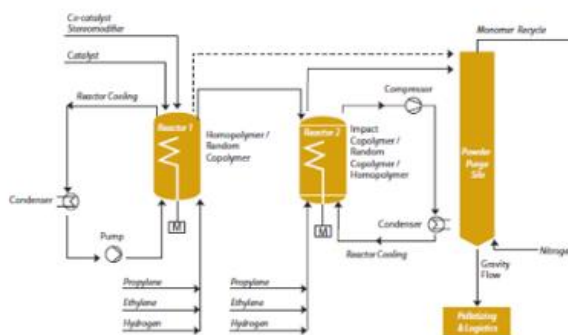 Co-catalyst
Stereomodifier
Catalyst
Monomer Recycle
Reactor Cooling
Compressor
Reactor 1
Homopolymer /
Random
Copolymer
Reactor 2
Impact
Copolymer /
Random
Copolymer /
Homopolymer
Powder
Purge
Silo
Condenser
Pump
M
M
Condenser
Reactor Cooling
Nitroge
Gravity
Flow
Propylene
Ethylene
Hydrogen
Propylene
Ethylene
Hydrogen
Pelletizing
& Logistics